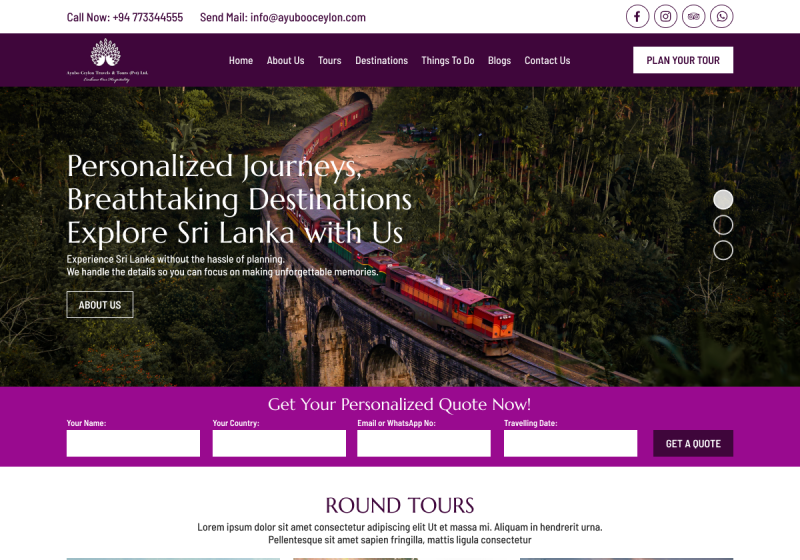 Call Now: +94 773344555 Send Mail: info@ayubooceylon.com
Ayubo Ceylon Travels & Tours (Pvt) Ltd.
Home About Us Tours Destinations Things To Do Blogs Contact Us
PLAN YOUR TOUR
Personalized Journeys,
Breathtaking Destinations
Explore Sri Lanka with Us
Experience Sri Lanka without the hassle of planning.
We handle the details so you can focus on making unforgettable memories.
ABOUT US
Get Your Personalized Quote Now!
Your Name: Your Country: Email or WhatsApp No: Travelling Date:
GET A QUOTE
ROUND TOURS
Lorem ipsum dolor sit amet consectetur adipiscing elit Ut et massa mi. Aliquam in hendrerit urna.
Pellentesque sit amet sapien fringilla, mattis ligula consectetur